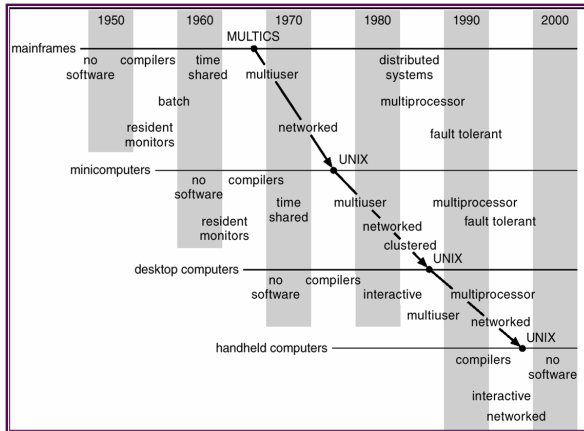 1950 1960 1970 1980 1990 2000
MULTICS
mainframes
no compilers time distributed
software shared multiuser systems
batch multiprocessor
resident networked
monitors fault tolerant
UNIX
minicomputers
no compilers
software
time multiuser multiprocessor
shared
resident networked fault tolerant
monitors clustered
UNIX
desktop computers
no compilers
software interactive multiprocessor
multiuser networked
UNIX
handheld computers
compilers no
software
interactive
networked